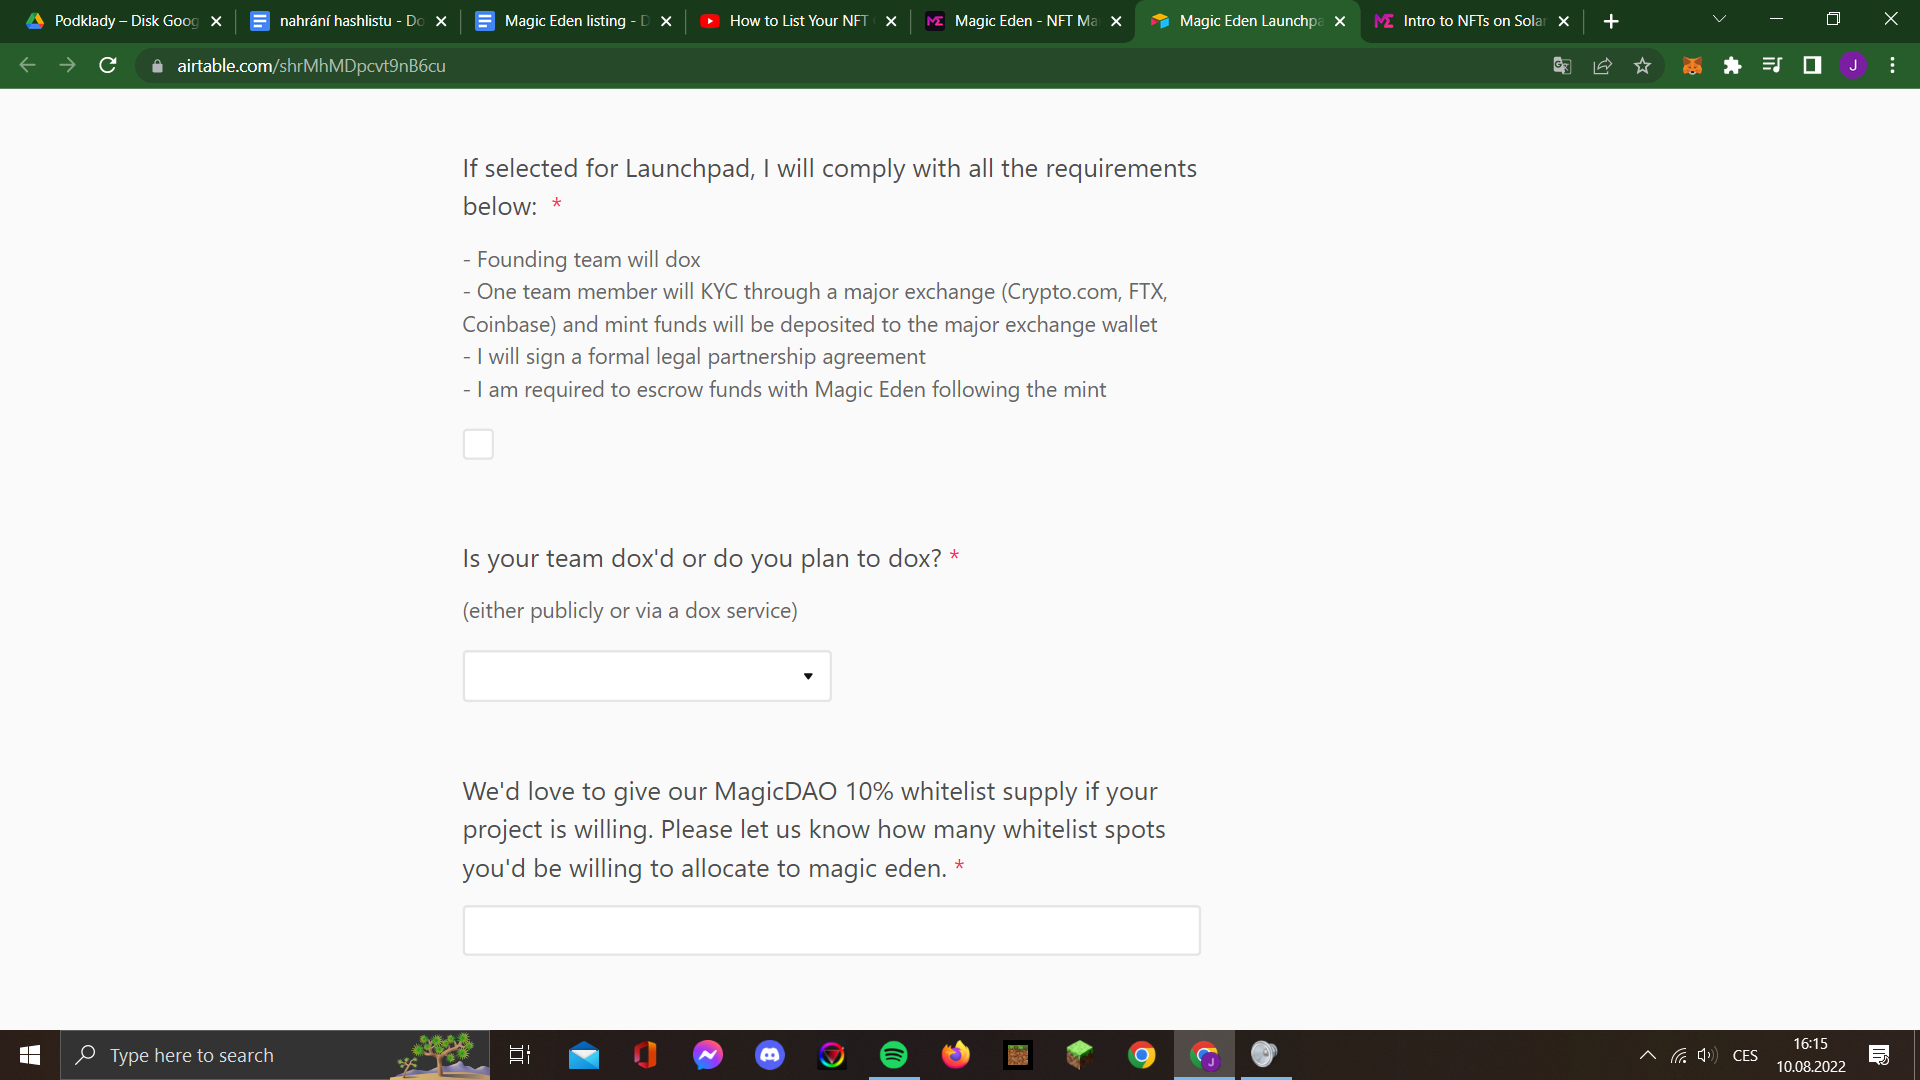 Podklady – Disk Goog
nahrání hashlistu - Do
Magic Eden listing - D
How to List Your NFT
Magic Eden - NFT Ma
Magic Eden Launchpa
Intro to NFTs on Sola
airtable.com/shrMhMDpcvt9nB6cu
J
If selected for Launchpad, I will comply with all the requirements
below: *
- Founding team will dox
- One team member will KYC through a major exchange (Crypto.com, FTX,
Coinbase) and mint funds will be deposited to the major exchange wallet
- I will sign a formal legal partnership agreement
- I am required to escrow funds with Magic Eden following the mint
Is your team dox'd or do you plan to dox? *
(either publicly or via a dox service)
We'd love to give our MagicDAO 10% whitelist supply if your
project is willing. Please let us know how many whitelist spots
you'd be willing to allocate to magic eden. *
Type here to search
CES
16:15
10.08.2022